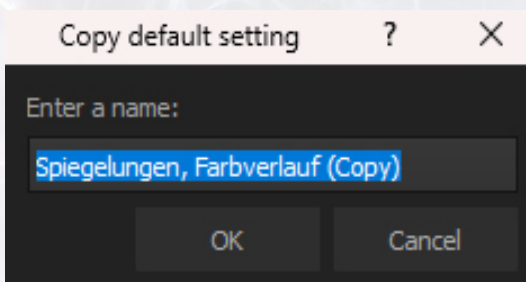 Copy default setting ?
Enter a name:
Spiegelungen, Farbverlauf (Copy)
OK Cancel